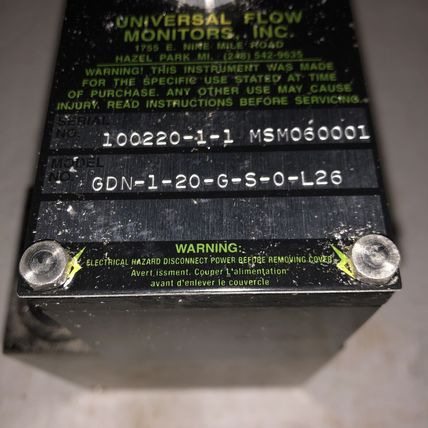 UNIVERSAL FLOW
MONITORS, INC.
1755 E. NINE MILE ROAD
HAZEL PARK MI. (248) 542-9635
WARNING! THIS INSTRUMENT WAS MADE
FOR THE SPECIFIC USE STATED AT TIME
OF PURCHASE. ANY OTHER USE MAY CAUSE
INJURY. READ INSTRUCTIONS BEFORE SERVICING.
SERIAL
NO. 100220-1-1 MSM060001
MODEL
NO. GDN-1-20-G-S-0-L26
WARNING:
ELECTRICAL HAZARD DISCONNECT POWER BEFORE REMOVING COVER
Avertissment. Couper L'alimentation
avant d'enlever le couvercle